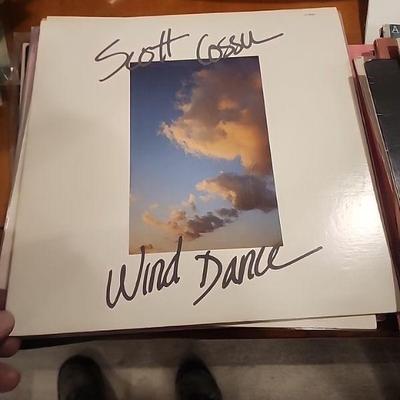 Scott Cossu
Wind Dance